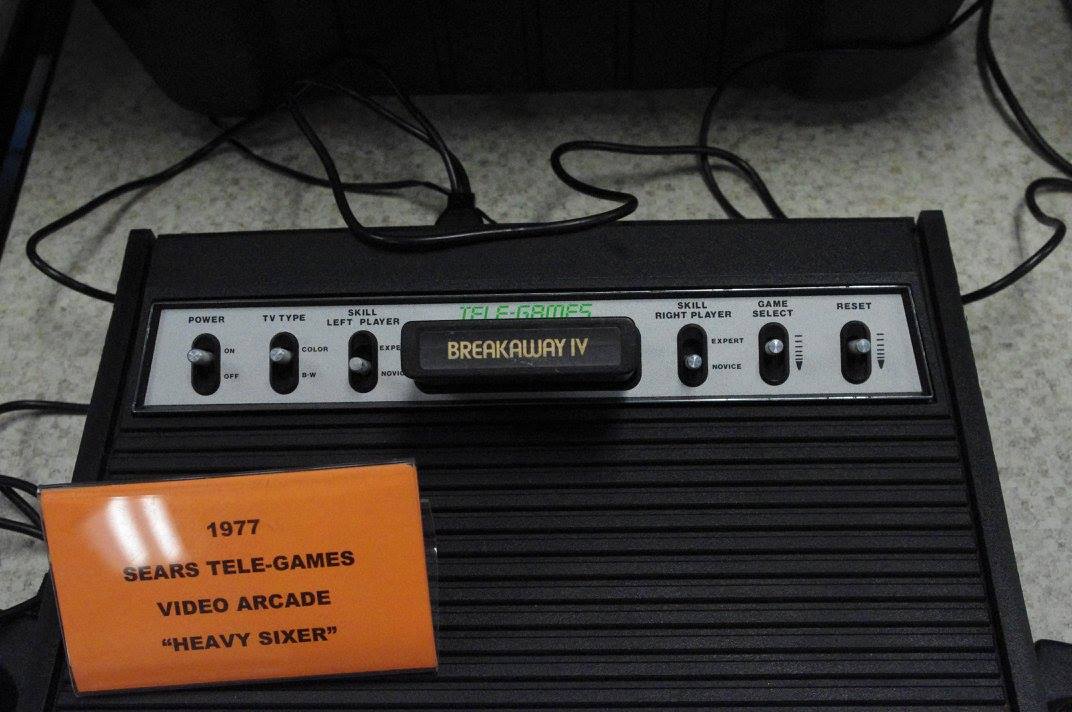 TELE-GAMES
POWER
ON
OFF
TV TYPE
COLOR
B-W
SKILL
LEFT PLAYER
BREAKAWAY IV
SKILL
RIGHT PLAYER
EXPERT
NOVICE
GAME
SELECT
RESET
1977
SEARS TELE-GAMES
VIDEO ARCADE
“HEAVY SIXER”